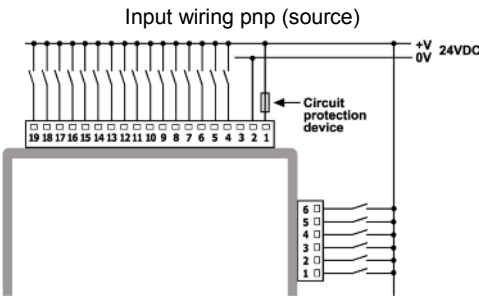 Input wiring pnp (source)
+V
24VDC
0V
Circuit
protection
device
19 18 17 16 15 14 13 12 11 10 9 8 7 6 5 4 3 2 1
6
5
4
3
2
1